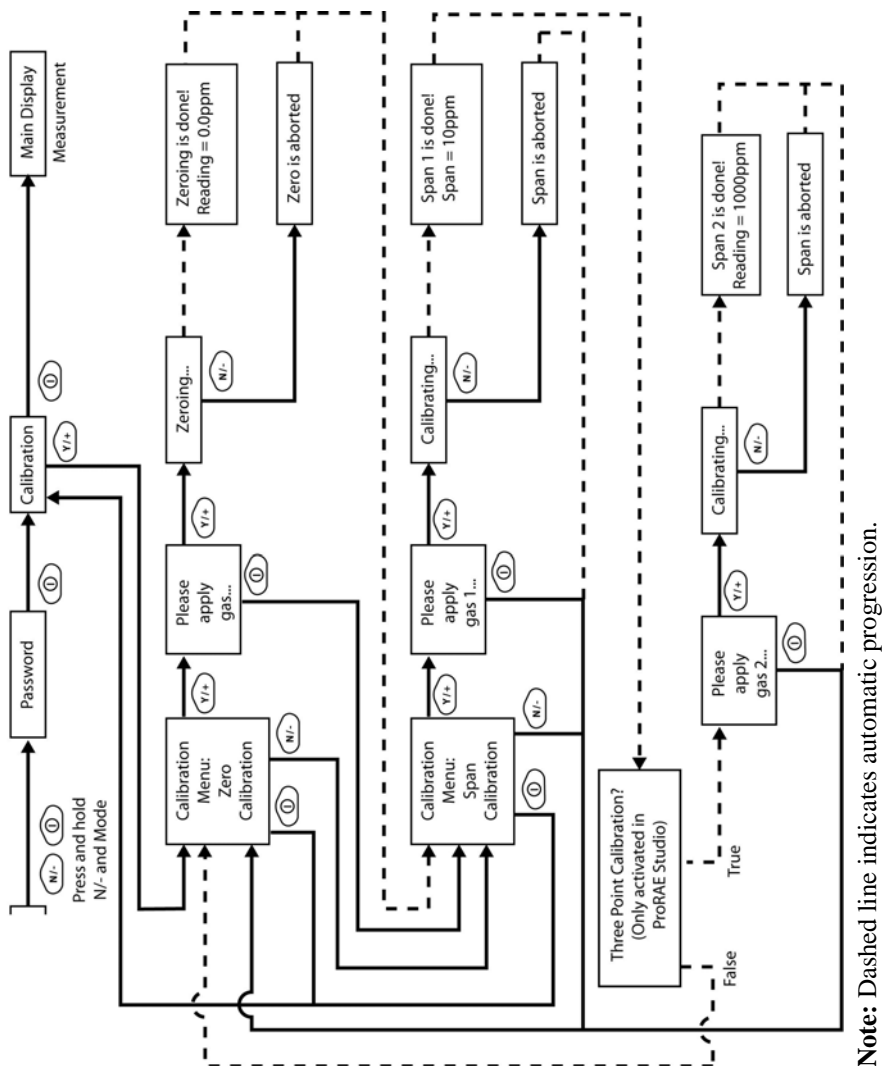 Press and hold
N/- and Mode
N/-
Password
Calibration
Y/+
Main Display
Measurement
Calibration
Menu:
Zero
Calibration
Y/+
N/-
Please
apply
gas...
Y/+
Zeroing...
N/-
Zeroing is done!
Reading = 0.0ppm
Zero is aborted
Calibration
Menu:
Span
Calibration
Y/+
N/-
Please
apply
gas 1...
Y/+
Calibrating...
N/-
Span 1 is done!
Span = 10ppm
Span is aborted
Three Point Calibration?
(Only activated in
ProRAE Studio)
False
True
Please
apply
gas 2...
Y/+
Calibrating...
N/-
Span 2 is done!
Reading = 1000ppm
Span is aborted
Note: Dashed line indicates automatic progression.